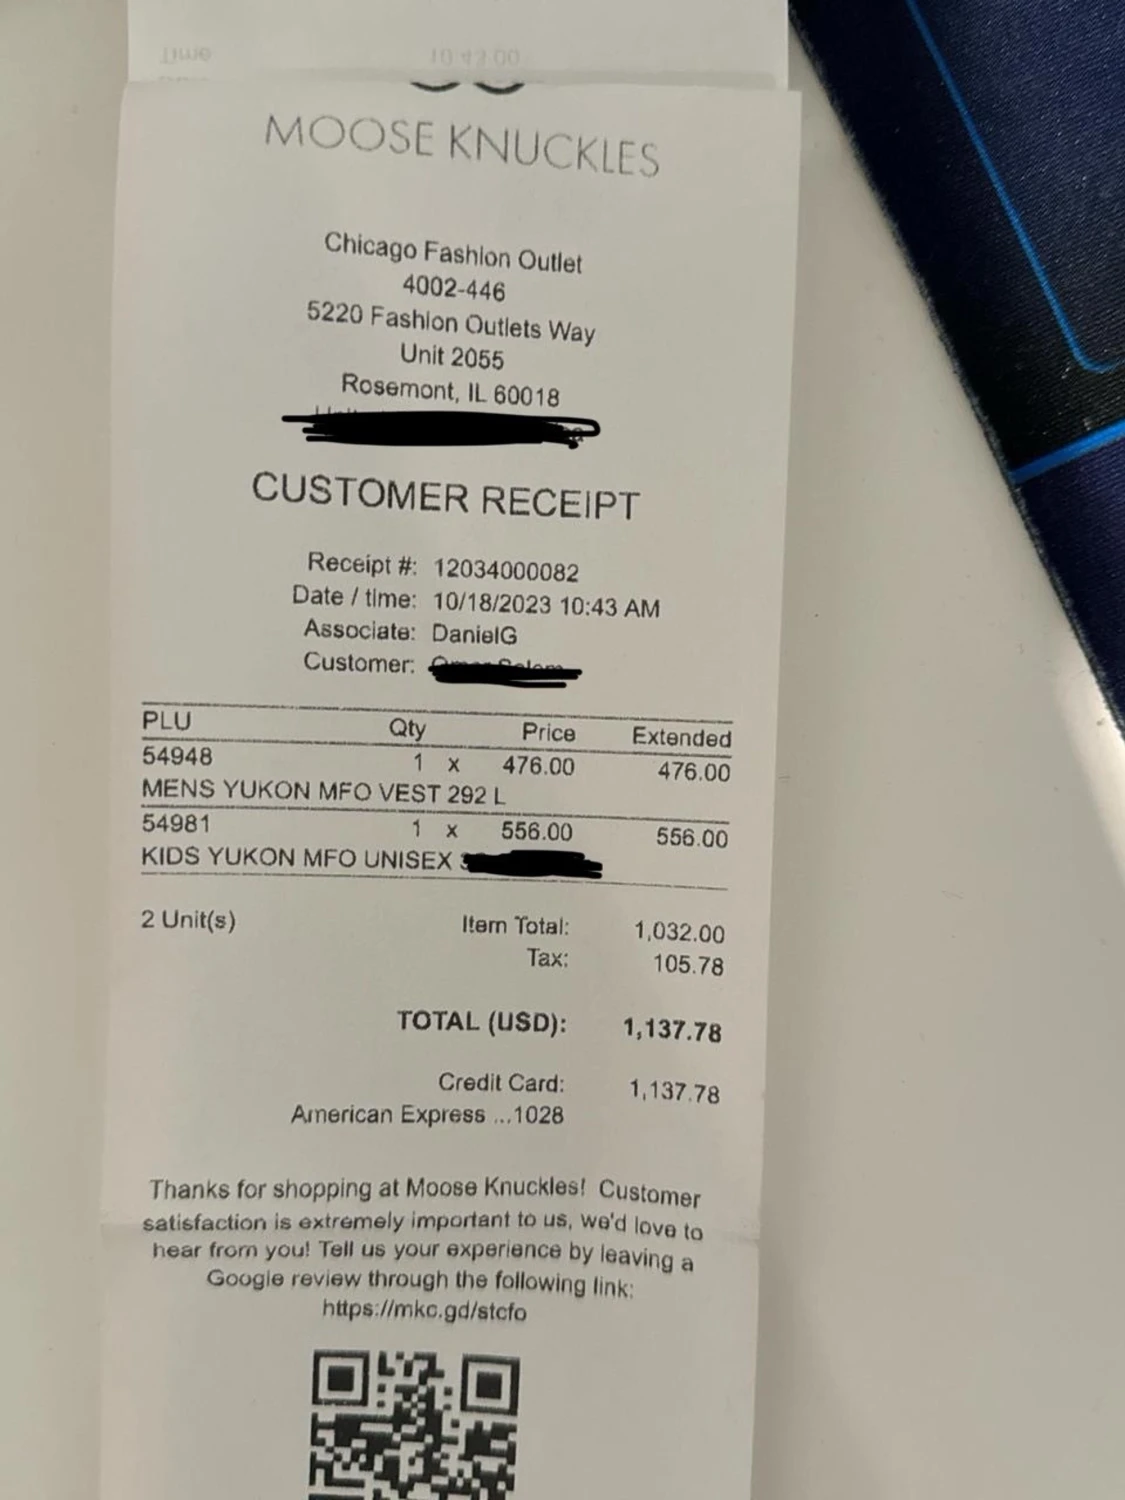 Time 10:43:00
MOOSE KNUCKLES
Chicago Fashion Outlet
4002-446
5220 Fashion Outlets Way
Unit 2055
Rosemont, IL 60018
CUSTOMER RECEIPT
Receipt #: 12034000082
Date / time: 10/18/2023 10:43 AM
Associate: DanielG
Customer:
PLU Qty Price Extended
54948 1 x 476.00 476.00
MENS YUKON MFO VEST 292 L
54981 1 x 556.00 556.00
KIDS YUKON MFO UNISEX
2 Unit(s) Item Total: 1,032.00
Tax: 105.78
TOTAL (USD): 1,137.78
Credit Card: 1,137.78
American Express ...1028
Thanks for shopping at Moose Knuckles! Customer
satisfaction is extremely important to us, we'd love to
hear from you! Tell us your experience by leaving a
Google review through the following link:
https://mkc.gd/stcfo